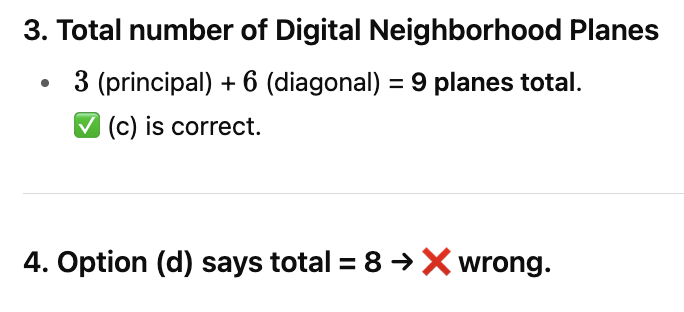 3. Total number of Digital Neighborhood Planes
• 3 (principal) + 6 (diagonal) = 9 planes total.
✅ (c) is correct.
4. Option (d) says total = 8 → ❌ wrong.